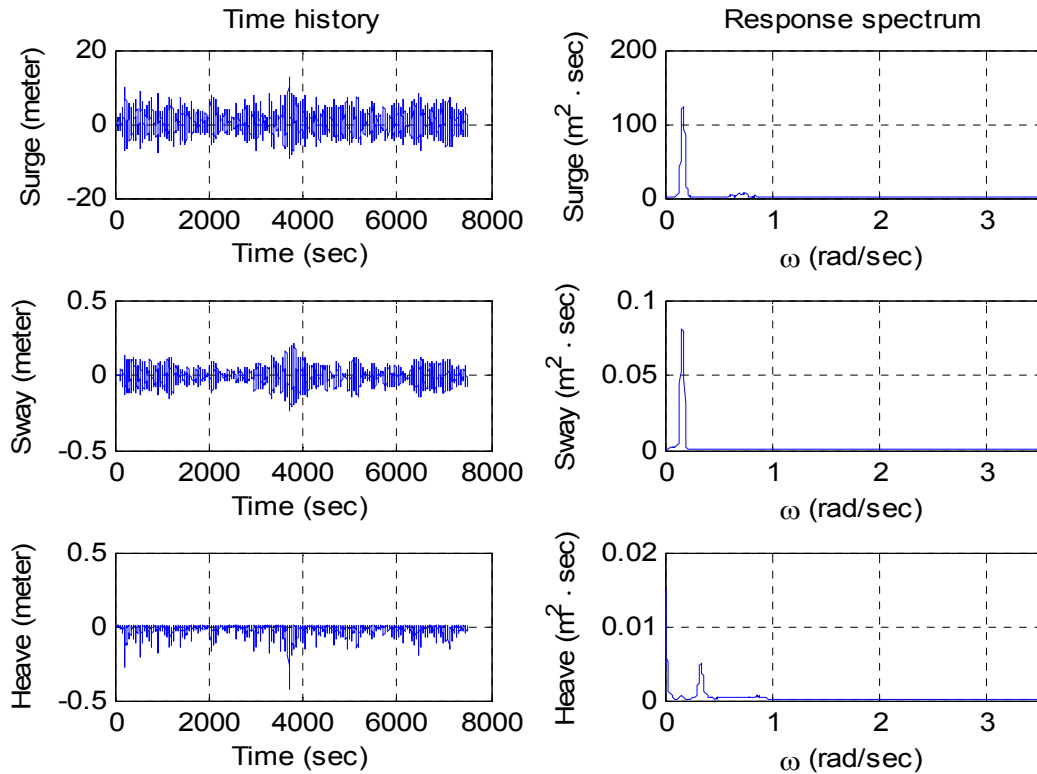 Time history
Response spectrum
Surge (meter)
20
0
-20
0 2000 4000 6000 8000
Time (sec)
Surge (m² · sec)
200
100
0
0 1 2 3
ω (rad/sec)
Sway (meter)
0.5
0
-0.5
0 2000 4000 6000 8000
Time (sec)
Sway (m² · sec)
0.1
0.05
0
0 1 2 3
ω (rad/sec)
Heave (meter)
0.5
0
-0.5
0 2000 4000 6000 8000
Time (sec)
Heave (m² · sec)
0.02
0.01
0
0 1 2 3
ω (rad/sec)